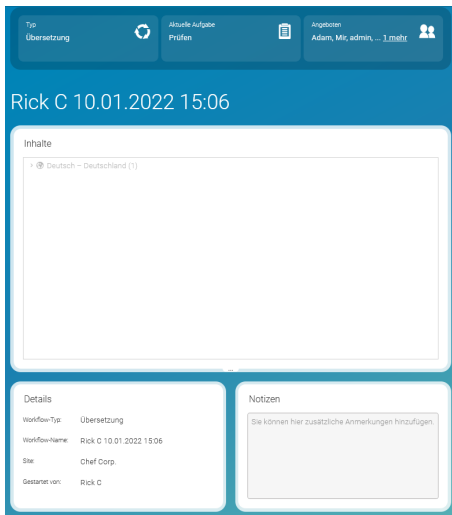 Typ
Übersetzung
Aktuelle Aufgabe
Prüfen
Angeboten
Adam, Mir, admin, ... 1 mehr
Rick C 10.01.2022 15:06
Inhalte
Deutsch – Deutschland (1)
Details
Workflow-Typ: Übersetzung
Workflow-Name: Rick C 10.01.2022 15:06
Site: Chef Corp.
Gestartet von: Rick C
Notizen
Sie können hier zusätzliche Anmerkungen hinzufügen.